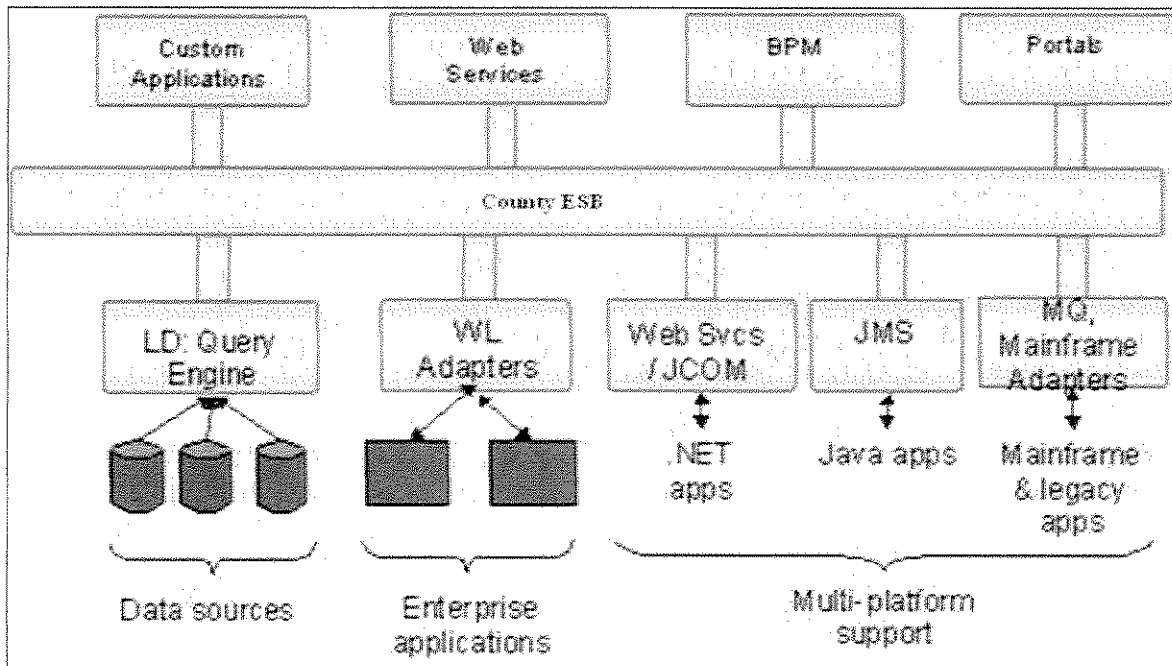 Custom
Applications
Web
Services
BPM
Portals
County ESB
LD: Query
Engine
WL
Adapters
Web Svcs
/ JCOM
JMS
MQ,
Mainframe
Adapters
.NET
apps
Java apps
Mainframe
& legacy
apps
Data sources
Enterprise
applications
Multi-platform
support